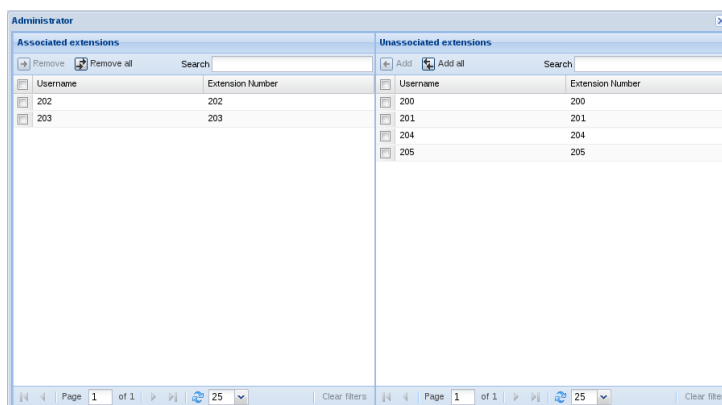 Administrator
Associated extensions
Remove Remove all Search
Username Extension Number
202 202
203 203
Page 1 of 1 25 Clear filters
Unassociated extensions
Add Add all Search
Username Extension Number
200 200
201 201
204 204
205 205
Page 1 of 1 25 Clear filte